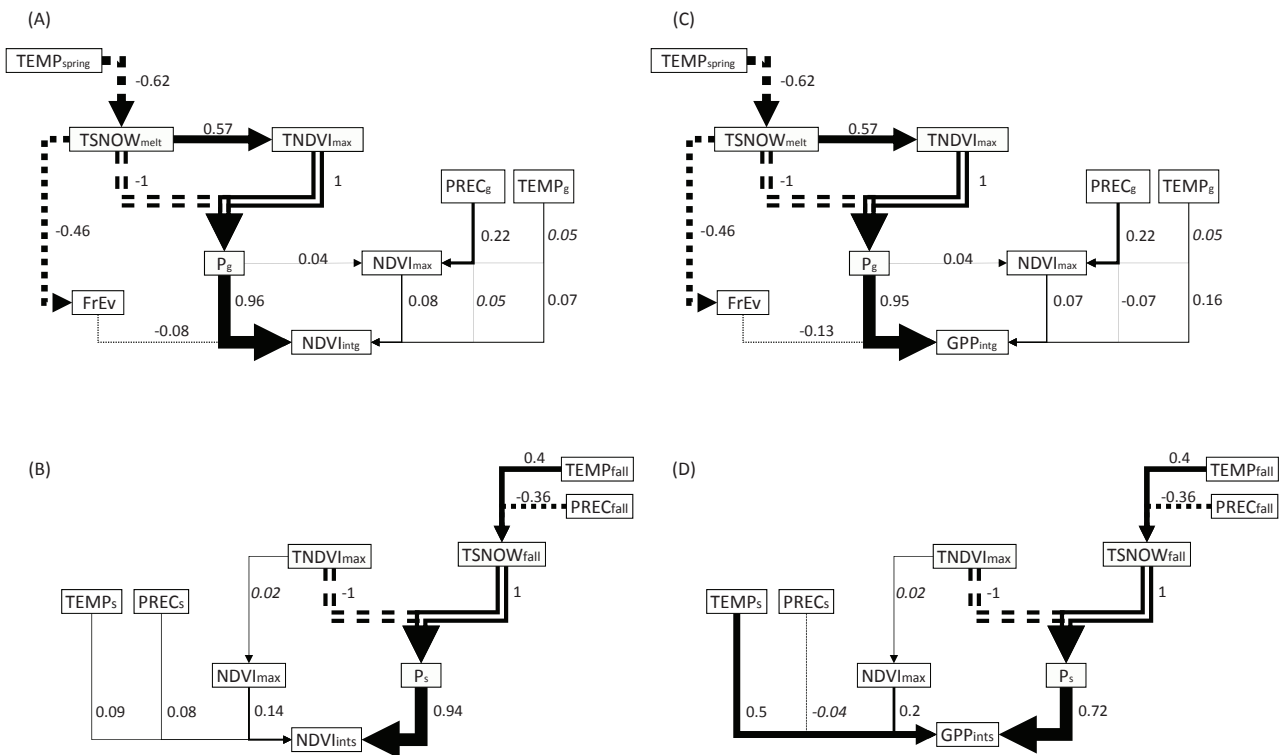 (A)
TEMPspring
-0.62
TSNOWmelt
0.57
TNDVImax
-1
1
PRECg
TEMPg
-0.46
0.22
0.05
Pg
0.04
NDVImax
FrEv
0.96
0.08
0.05
0.07
-0.08
NDVIintg
(C)
TEMPspring
-0.62
TSNOWmelt
0.57
TNDVImax
-1
1
PRECg
TEMPg
-0.46
0.22
0.05
Pg
0.04
NDVImax
FrEv
0.95
0.07
-0.07
0.16
-0.13
GPPintg
(B)
0.4
TEMPfall
-0.36
PRECfall
TNDVImax
TSNOWfall
TEMPs
PRECs
0.02
-1
1
NDVImax
Ps
0.09
0.08
0.14
0.94
NDVIints
(D)
0.4
TEMPfall
-0.36
PRECfall
TNDVImax
TSNOWfall
TEMPs
PRECs
0.02
-1
1
NDVImax
Ps
0.5
-0.04
0.2
0.72
GPPints